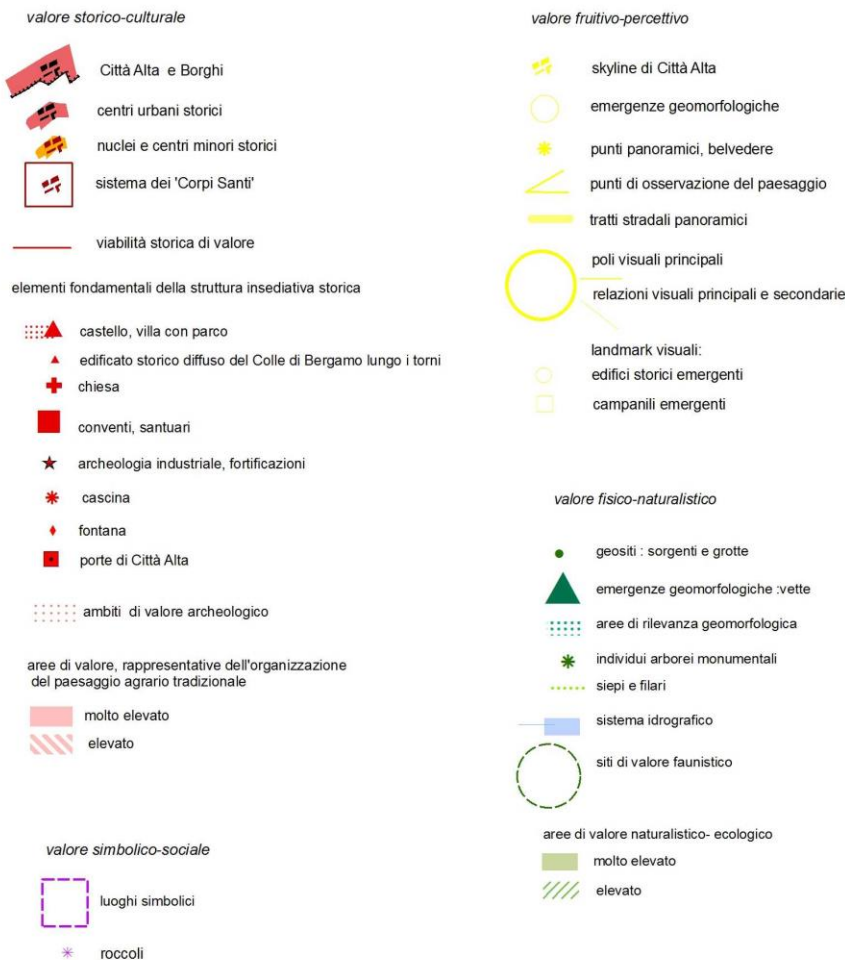 valore storico-culturale
Città Alta e Borghi
centri urbani storici
nuclei e centri minori storici
sistema dei 'Corpi Santi'
viabilità storica di valore
elementi fondamentali della struttura insediativa storica
castello, villa con parco
edificato storico diffuso del Colle di Bergamo lungo i torni
chiesa
conventi, santuari
archeologia industriale, fortificazioni
cascina
fontana
porte di Città Alta
ambiti di valore archeologico
aree di valore, rappresentative dell'organizzazione
del paesaggio agrario tradizionale
molto elevato
elevato
valore simbolico-sociale
luoghi simbolici
roccoli
valore fruitivo-percettivo
skyline di Città Alta
emergenze geomorfologiche
punti panoramici, belvedere
punti di osservazione del paesaggio
tratti stradali panoramici
poli visuali principali
relazioni visuali principali e secondarie
landmark visuali:
edifici storici emergenti
campanili emergenti
valore fisico-naturalistico
geositi : sorgenti e grotte
emergenze geomorfologiche :vette
aree di rilevanza geomorfologica
individui arborei monumentali
siepi e filari
sistema idrografico
siti di valore faunistico
aree di valore naturalistico- ecologico
molto elevato
elevato